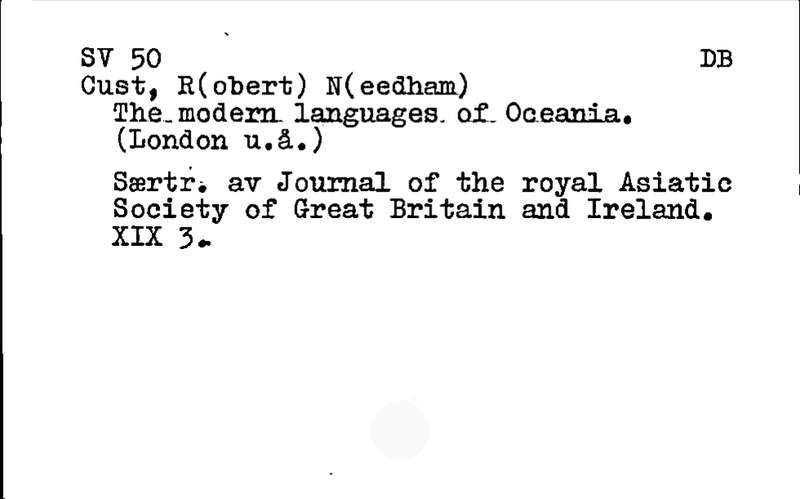 SV 50 DB
Cust, R(obert) N(eedham)
The modern languages of Oceania.
(London u.å.)
Særtr. av Journal of the royal Asiatic
Society of Great Britain and Ireland.
XIX 3.